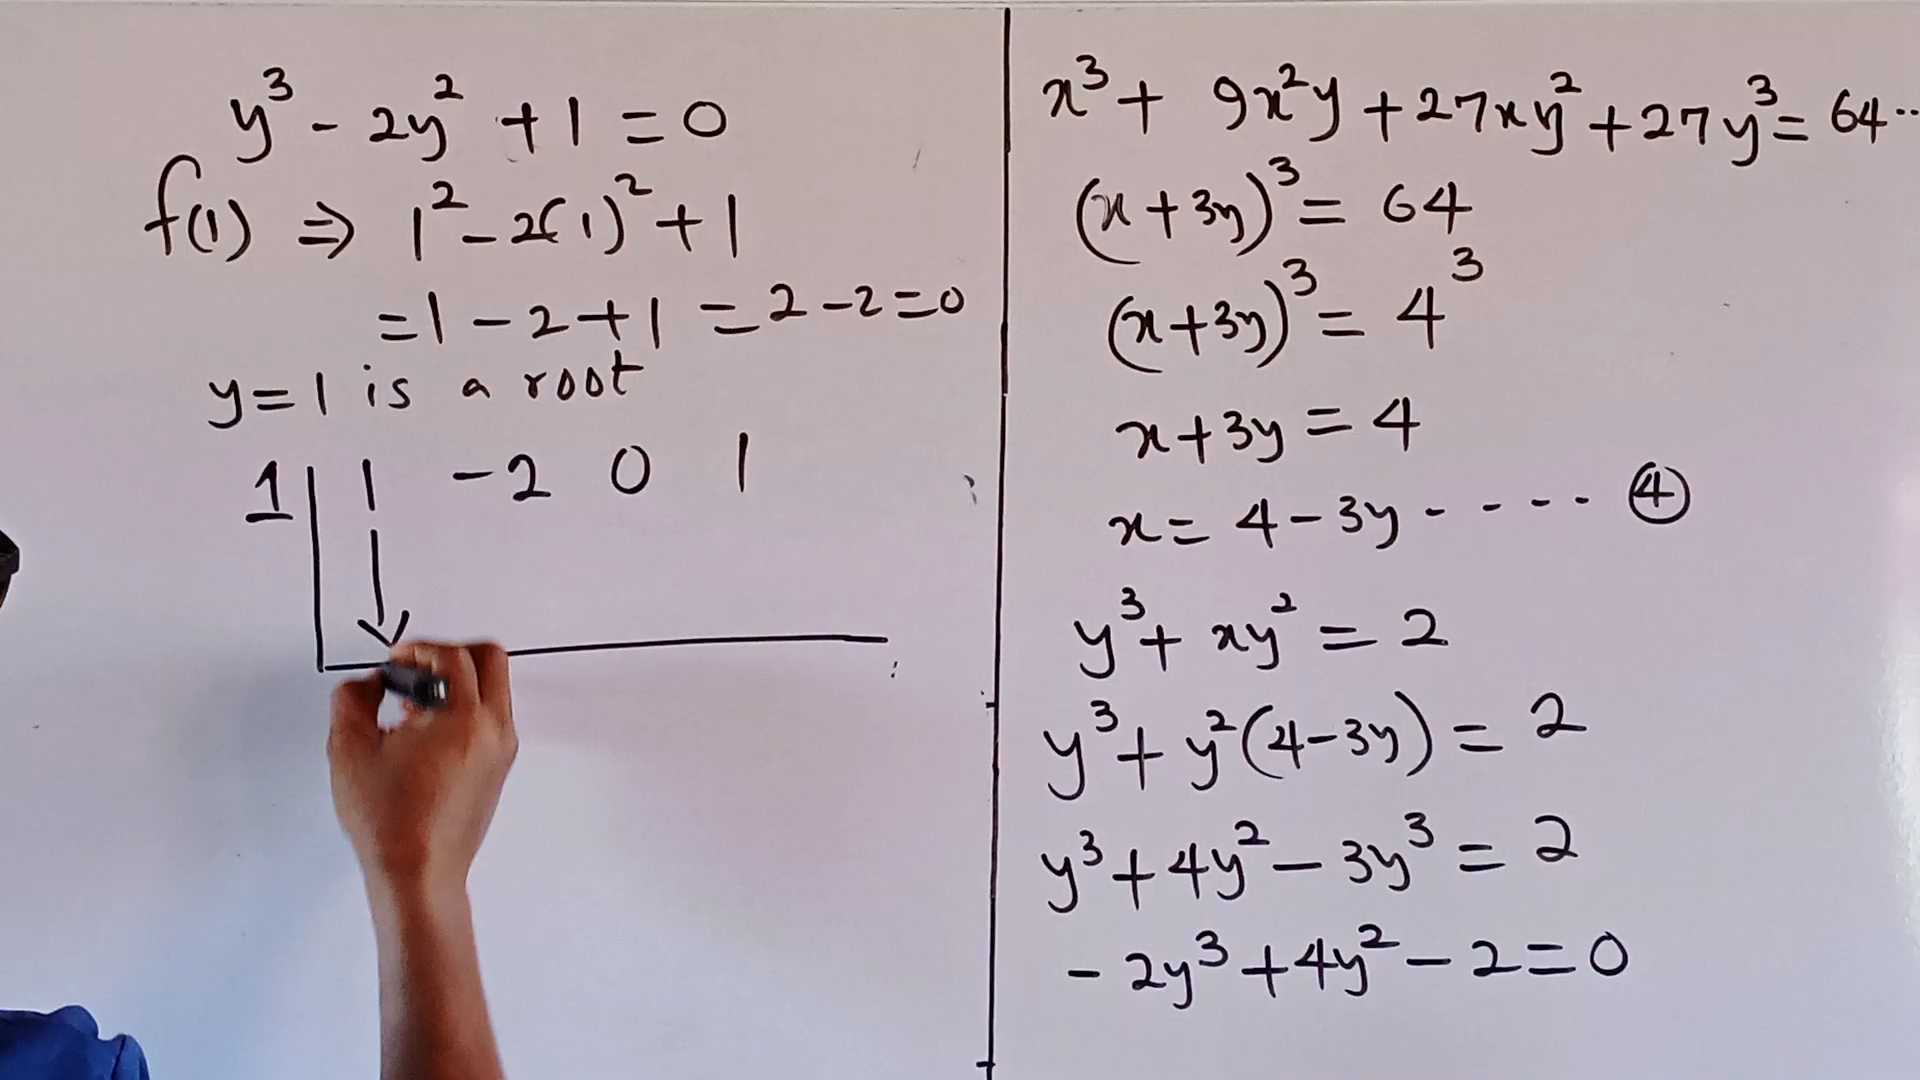 y³ - 2y² + 1 = 0
f(1) ⇒ 1² - 2(1)² + 1
= 1 - 2 + 1 = 2 - 2 = 0
y = 1 is a root
1 | 1 -2 0 1
x³ + 9x²y + 27xy² + 27y³ = 64 ..
(x + 3y)³ = 64
(x + 3y)³ = 4³
x + 3y = 4
x = 4 - 3y - - - - ④
y³ + xy² = 2
y³ + y²(4 - 3y) = 2
y³ + 4y² - 3y³ = 2
- 2y³ + 4y² - 2 = 0